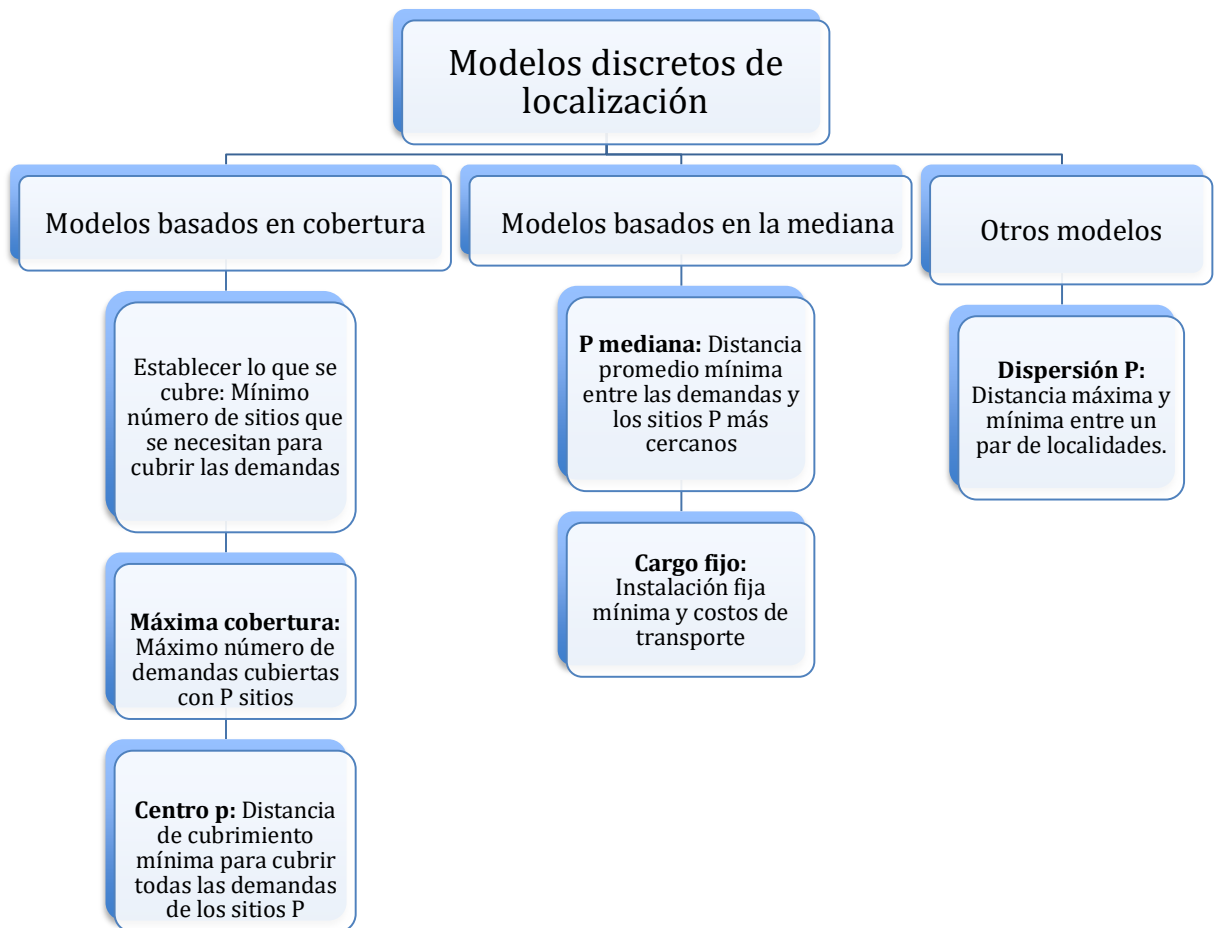 Modelos discretos de
localización
Modelos basados en cobertura
Establecer lo que se
cubre: Mínimo
número de sitios que
se necesitan para
cubrir las demandas
Máxima cobertura:
Máximo número de
demandas cubiertas
con P sitios
Centro p: Distancia
de cubrimiento
mínima para cubrir
todas las demandas
de los sitios P
Modelos basados en la mediana
P mediana: Distancia
promedio mínima
entre las demandas y
los sitios P más
cercanos
Cargo fijo:
Instalación fija
mínima y costos de
transporte
Otros modelos
Dispersión P:
Distancia máxima y
mínima entre un
par de localidades.